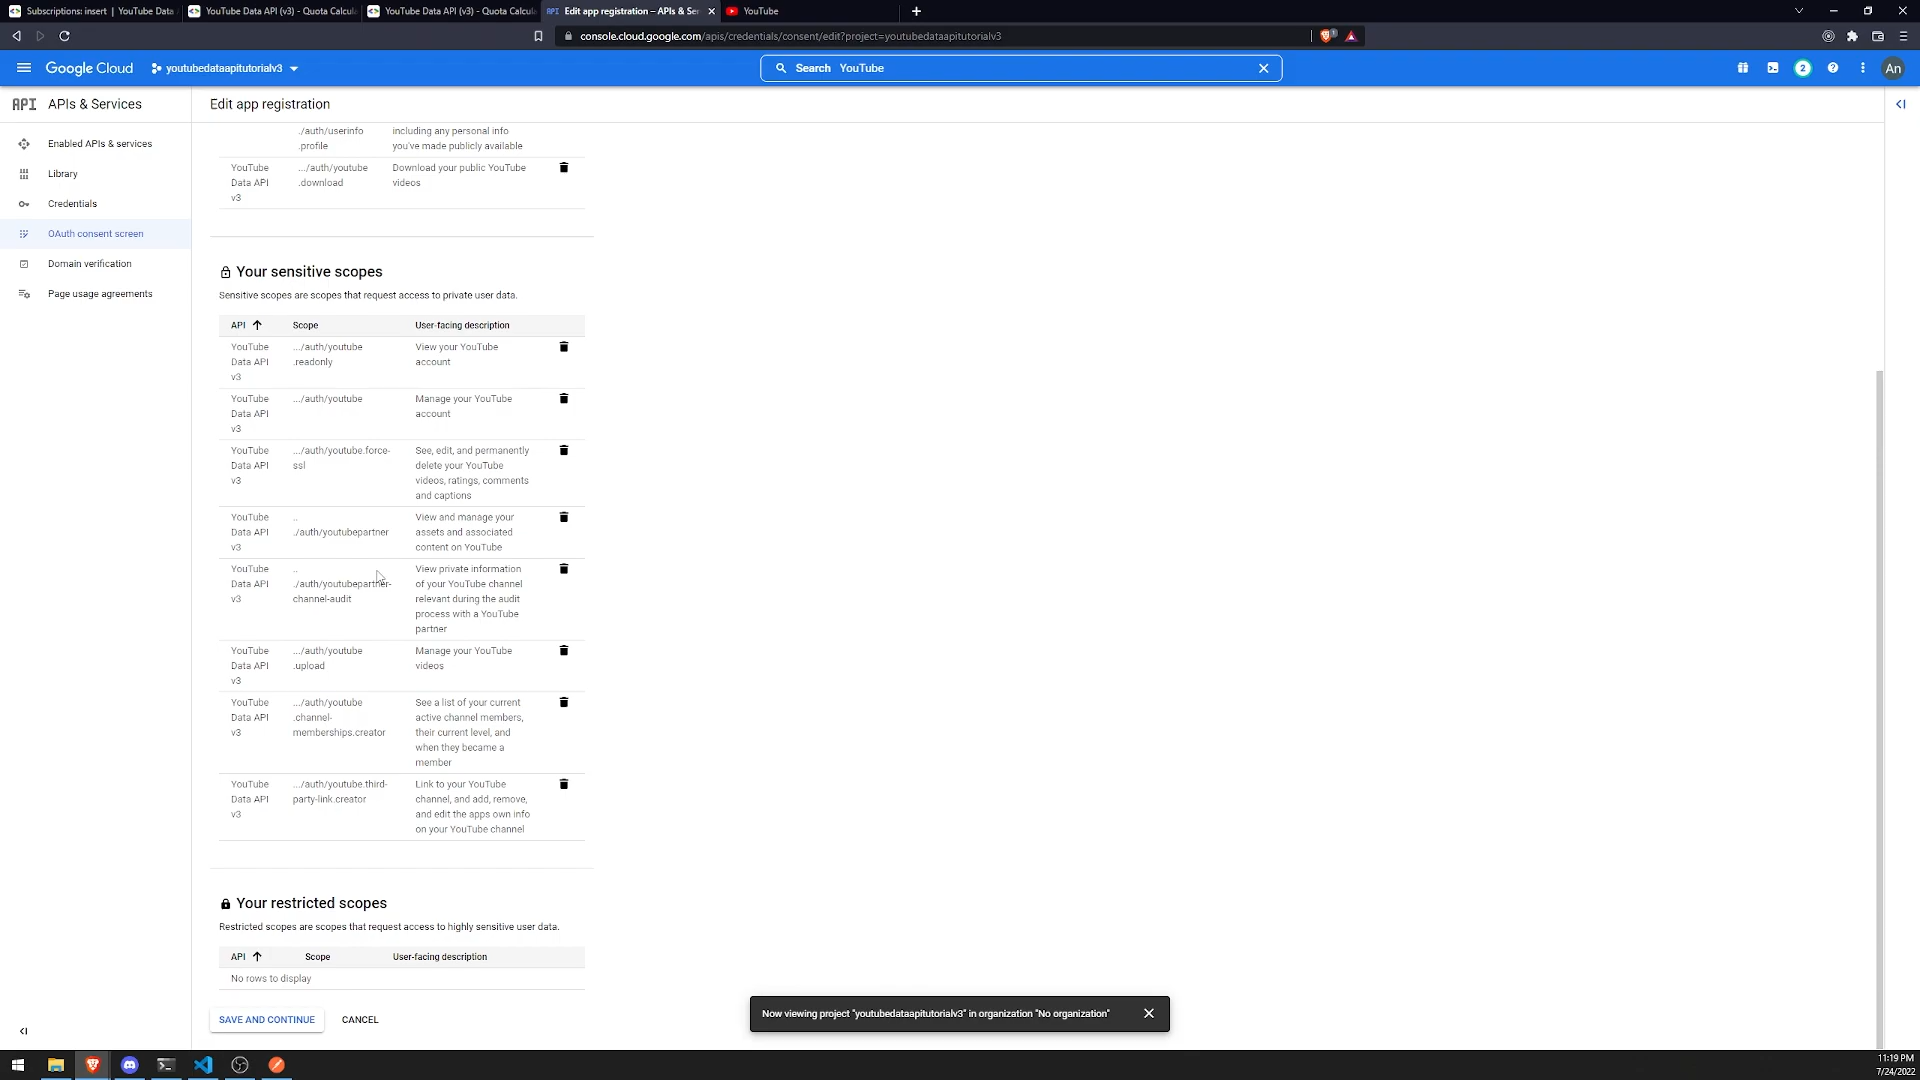 Subscriptions: insert | YouTube Data
YouTube Data API (v3) - Quota Calcula
YouTube Data API (v3) - Quota Calcula
API Edit app registration – APIs & Se
YouTube
console.cloud.google.com/apis/credentials/consent/edit?project=youtubedataapitutorialv3
1
Google Cloud
youtubedataapitutorialv3
Search YouTube
2
An
API APIs & Services
Edit app registration
Enabled APIs & services
Library
Credentials
OAuth consent screen
Domain verification
Page usage agreements
./auth/userinfo
.profile
including any personal info
you've made publicly available
YouTube
Data API
v3
.../auth/youtube
.download
Download your public YouTube
videos
Your sensitive scopes
Sensitive scopes are scopes that request access to private user data.
API Scope User-facing description
YouTube
Data API
v3
.../auth/youtube
.readonly
View your YouTube
account
YouTube
Data API
v3
.../auth/youtube
Manage your YouTube
account
YouTube
Data API
v3
.../auth/youtube.force-
ssl
See, edit, and permanently
delete your YouTube
videos, ratings, comments
and captions
YouTube
Data API
v3
..
./auth/youtubepartner
View and manage your
assets and associated
content on YouTube
YouTube
Data API
v3
..
./auth/youtubepartner-
channel-audit
View private information
of your YouTube channel
relevant during the audit
process with a YouTube
partner
YouTube
Data API
v3
.../auth/youtube
.upload
Manage your YouTube
videos
YouTube
Data API
v3
.../auth/youtube
.channel-
memberships.creator
See a list of your current
active channel members,
their current level, and
when they became a
member
YouTube
Data API
v3
.../auth/youtube.third-
party-link.creator
Link to your YouTube
channel, and add, remove,
and edit the apps own info
on your YouTube channel
Your restricted scopes
Restricted scopes are scopes that request access to highly sensitive user data.
API Scope User-facing description
No rows to display
SAVE AND CONTINUE CANCEL
Now viewing project "youtubedataapitutorialv3" in organization "No organization"
11:19 PM
7/24/2022